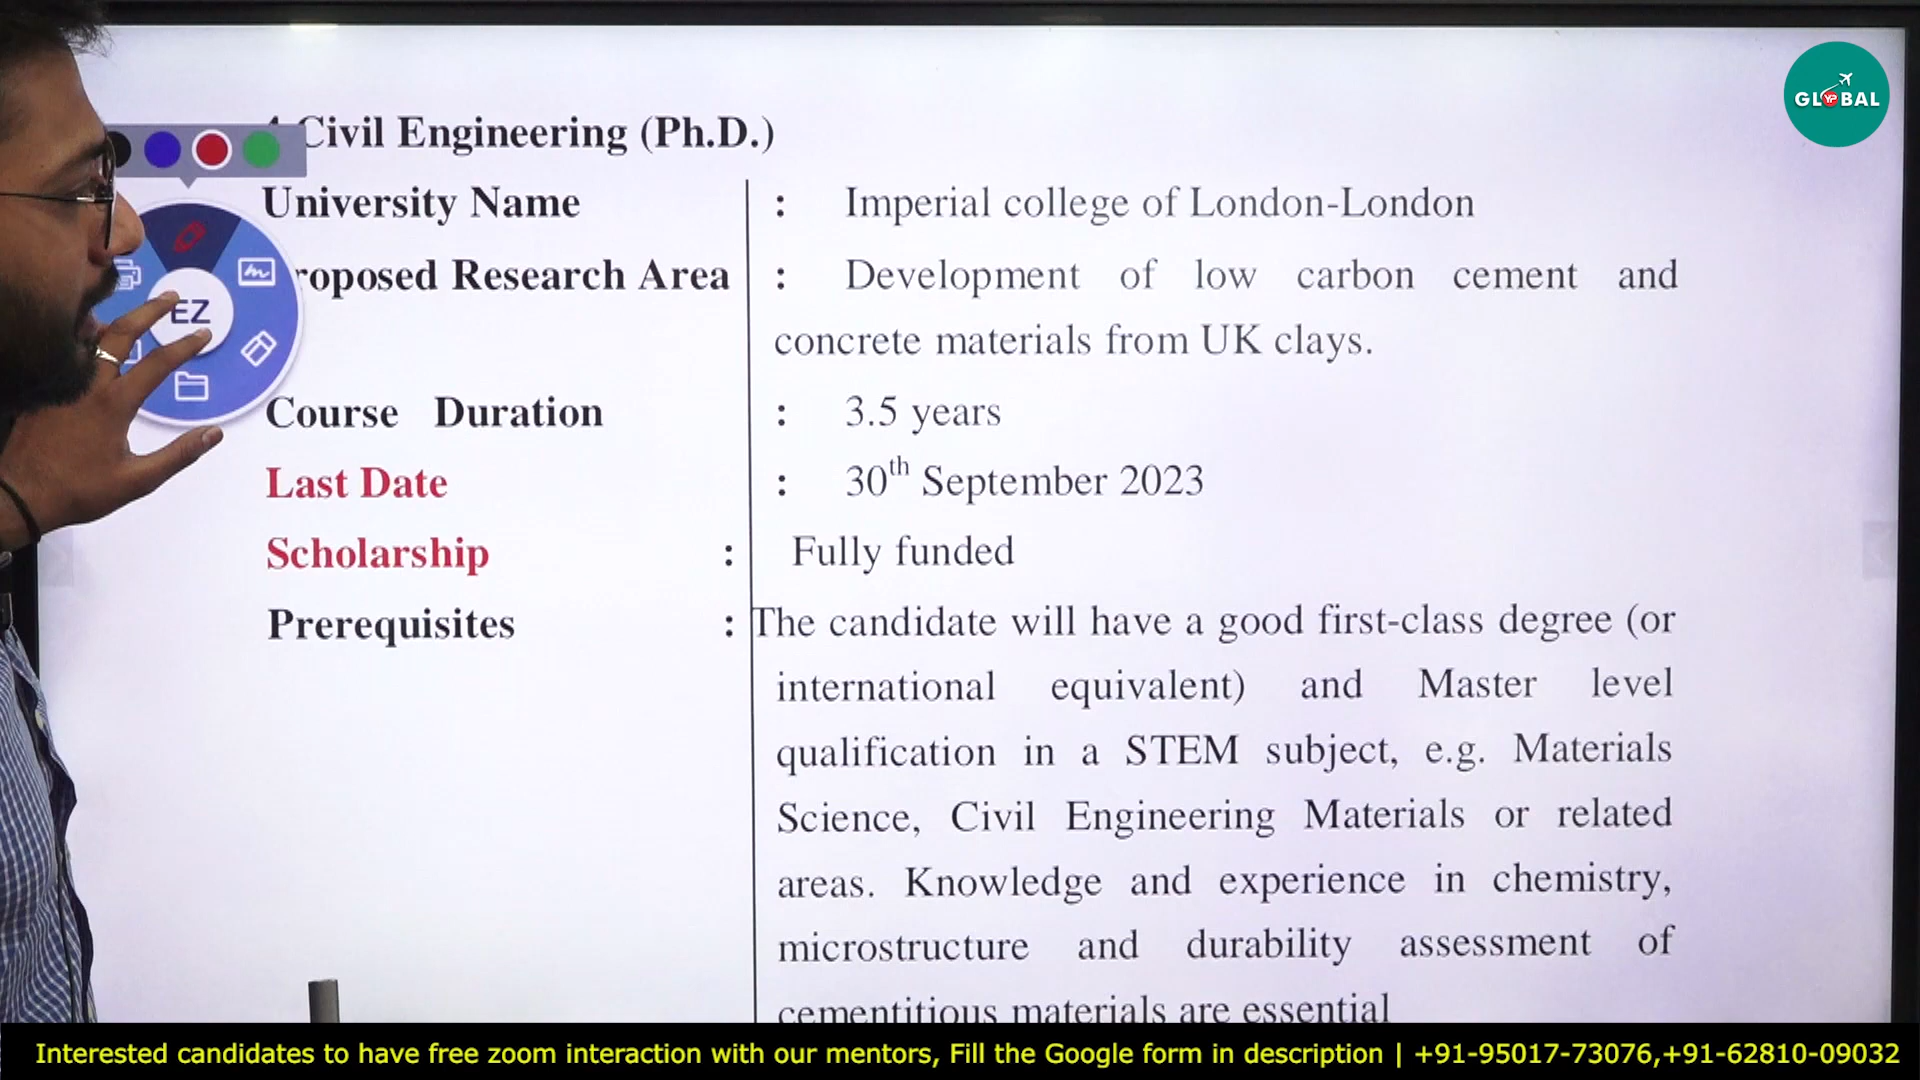 Civil Engineering (Ph.D.)
University Name : Imperial college of London-London
roposed Research Area : Development of low carbon cement and
concrete materials from UK clays.
Course Duration : 3.5 years
Last Date : 30th September 2023
Scholarship : Fully funded
Prerequisites : The candidate will have a good first-class degree (or
international equivalent) and Master level
qualification in a STEM subject, e.g. Materials
Science, Civil Engineering Materials or related
areas. Knowledge and experience in chemistry,
microstructure and durability assessment of
cementitious materials are essential
EZ
GLOBAL
YP
Interested candidates to have free zoom interaction with our mentors, Fill the Google form in description | +91-95017-73076,+91-62810-09032